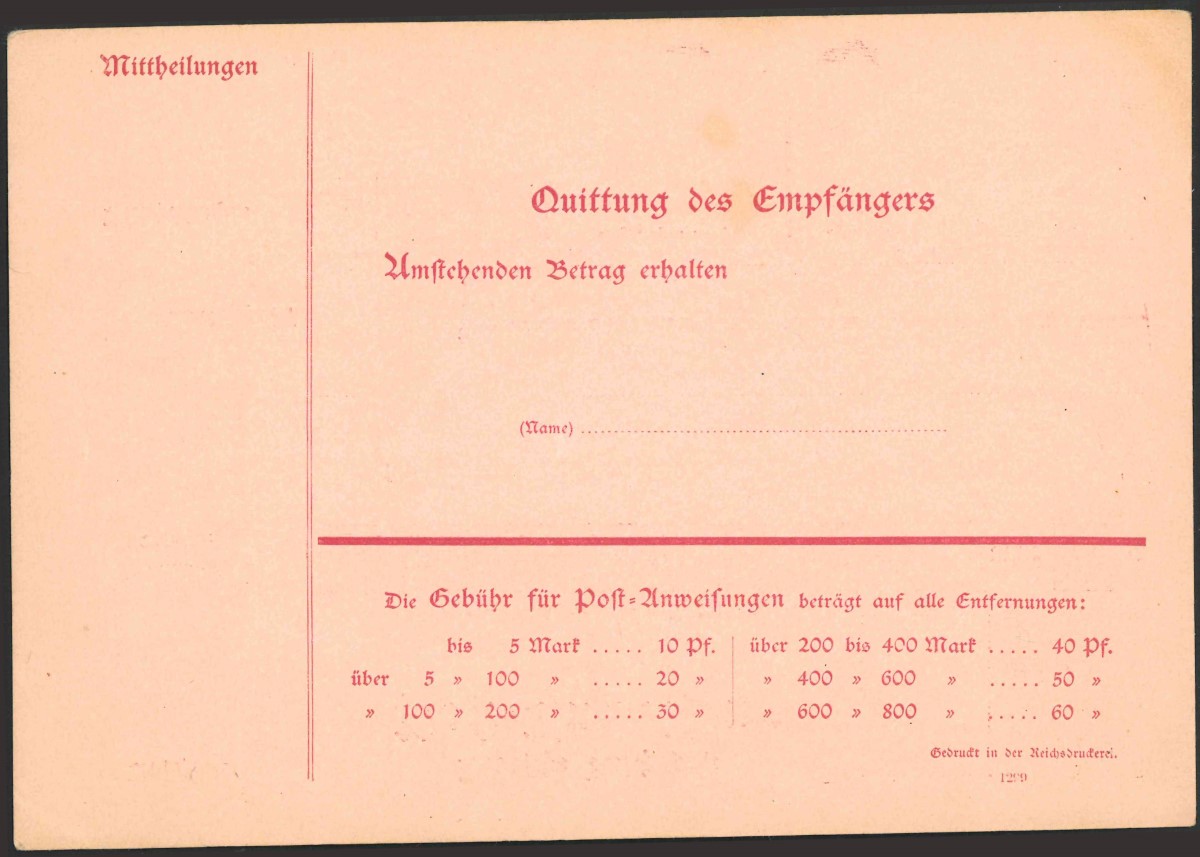 Mittheilungen
Quittung des Empfängers
Umstehenden Betrag erhalten
(Name) ..............................................................
Die Gebühr für Post-Anweisungen beträgt auf alle Entfernungen:
bis 5 Mark ..... 10 Pf. über 200 bis 400 Mark ..... 40 Pf.
über 5 » 100 » ..... 20 » » 400 » 600 » ..... 50 »
» 100 » 200 » ..... 30 » » 600 » 800 » ..... 60 »
Gedruckt in der Reichsdruckerei.
1299